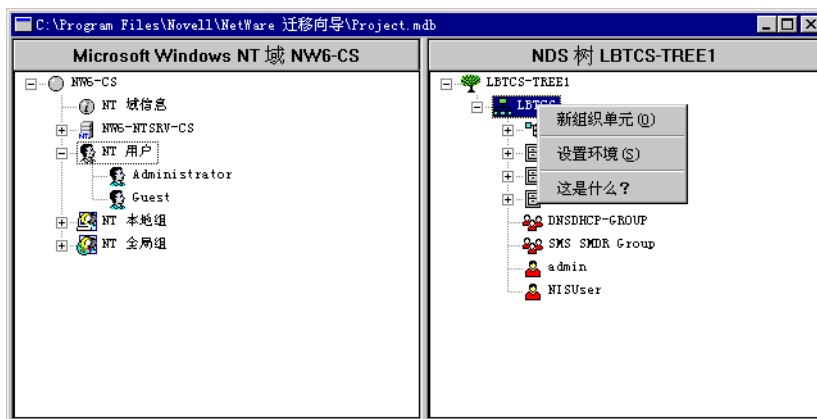 C:\Program Files\Novell\NetWare 迁移向导\Project.mdb
Microsoft Windows NT 域 NW6-CS
NW6-CS
NT 域信息
NW6-NTSRV-CS
NT 用户
Administrator
Guest
NT 本地组
NT 全局组
NDS 树 LBTCS-TREE1
LBTCS-TREE1
LBTCS
新组织单元(O)
设置环境(S)
这是什么?
DNSDHCP-GROUP
SMS SMDR Group
admin
NISUser